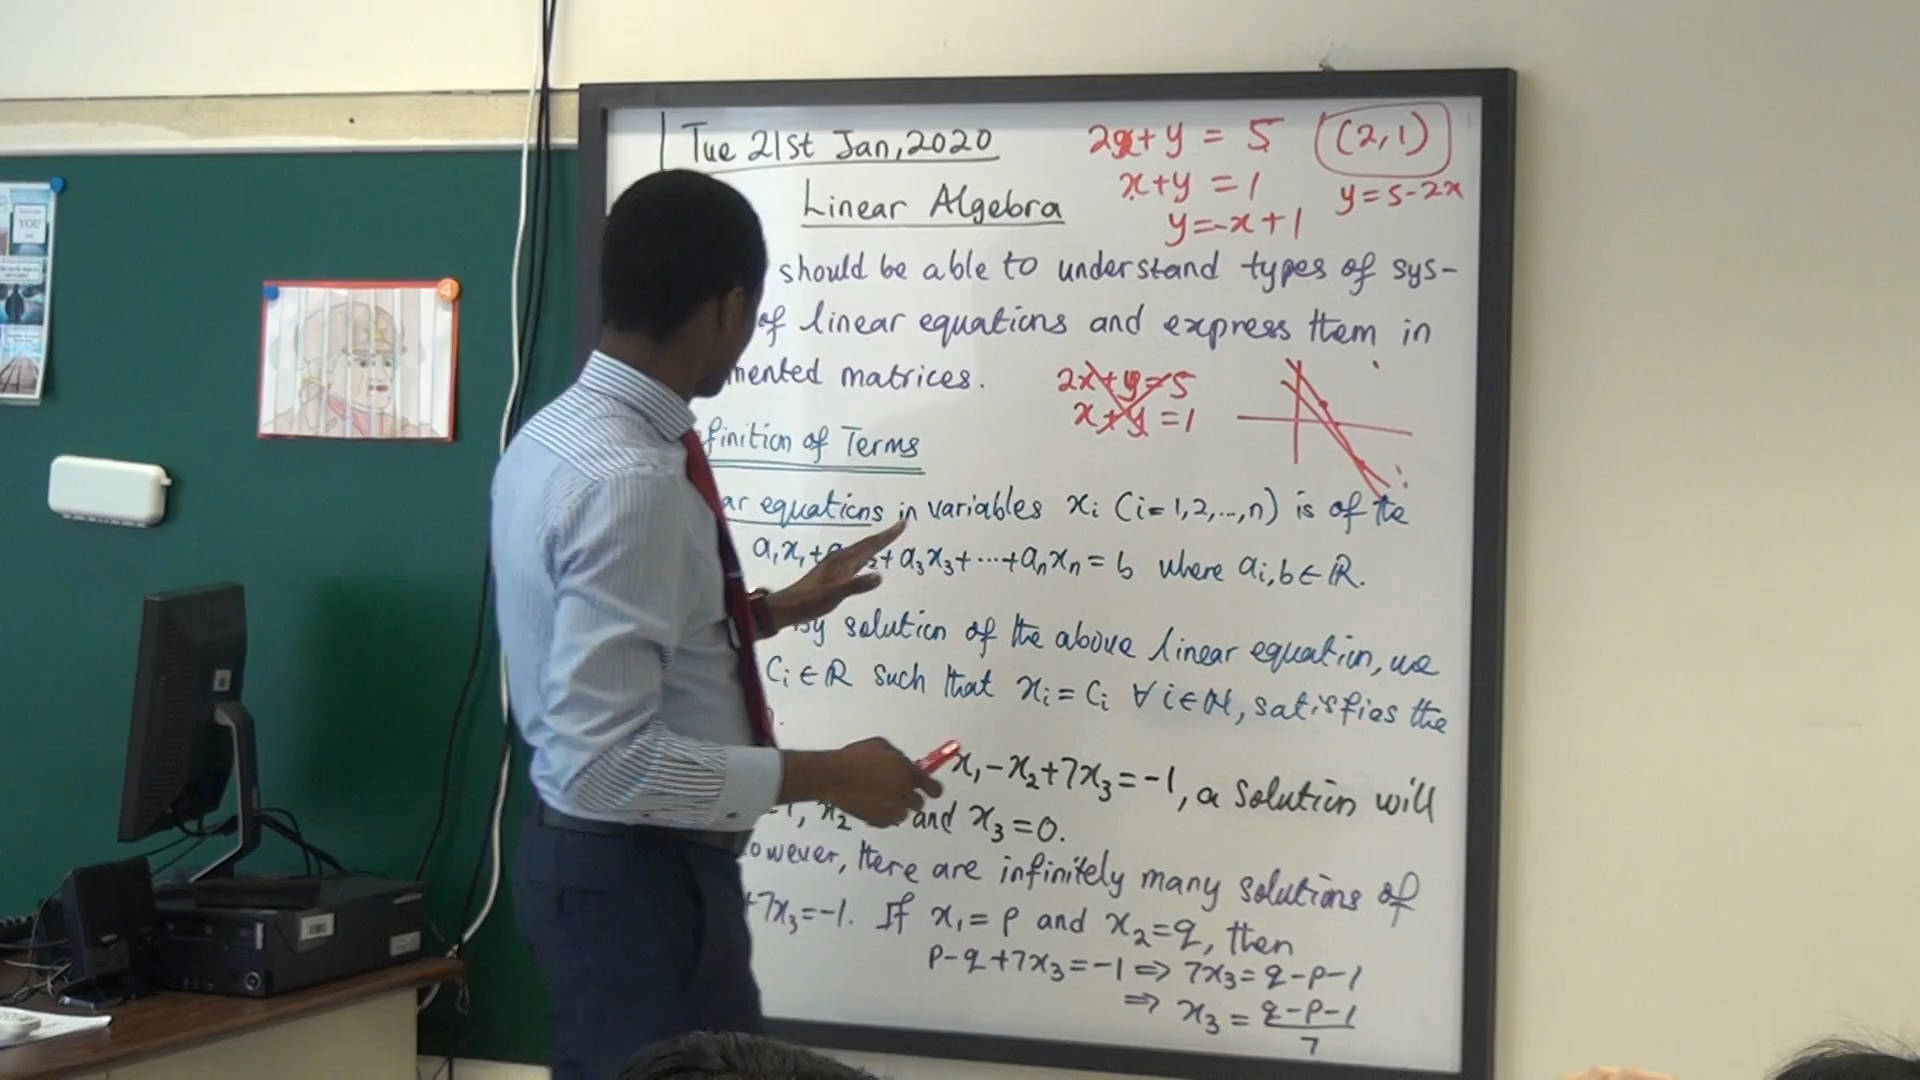 Tue 21st Jan, 2020
2x+y = 5 (2,1)
x+y = 1 y=5-2x
y=-x+1
Linear Algebra
should be able to understand types of sys-
of linear equations and express them in
mented matrices.
2x+y=5
x+y=1
finition of Terms
ar equations in variables xᵢ (i=1,2,...,n) is of the
a₁x₁+ ₂+a₃x₃+...+aₙxₙ=b where aᵢ,b∈ℝ.
By solution of the above linear equation, we
Cᵢ∈ℝ such that xᵢ=Cᵢ ∀i∈ℕ, satisfies the
x₁-x₂+7x₃=-1, a solution will
x₂ and x₃=0.
owever, there are infinitely many solutions of
+7x₃=-1. If x₁=p and x₂=q, then
p-q+7x₃=-1 ⇒ 7x₃=q-p-1
⇒ x₃ = q-p-1
7
YOU
4